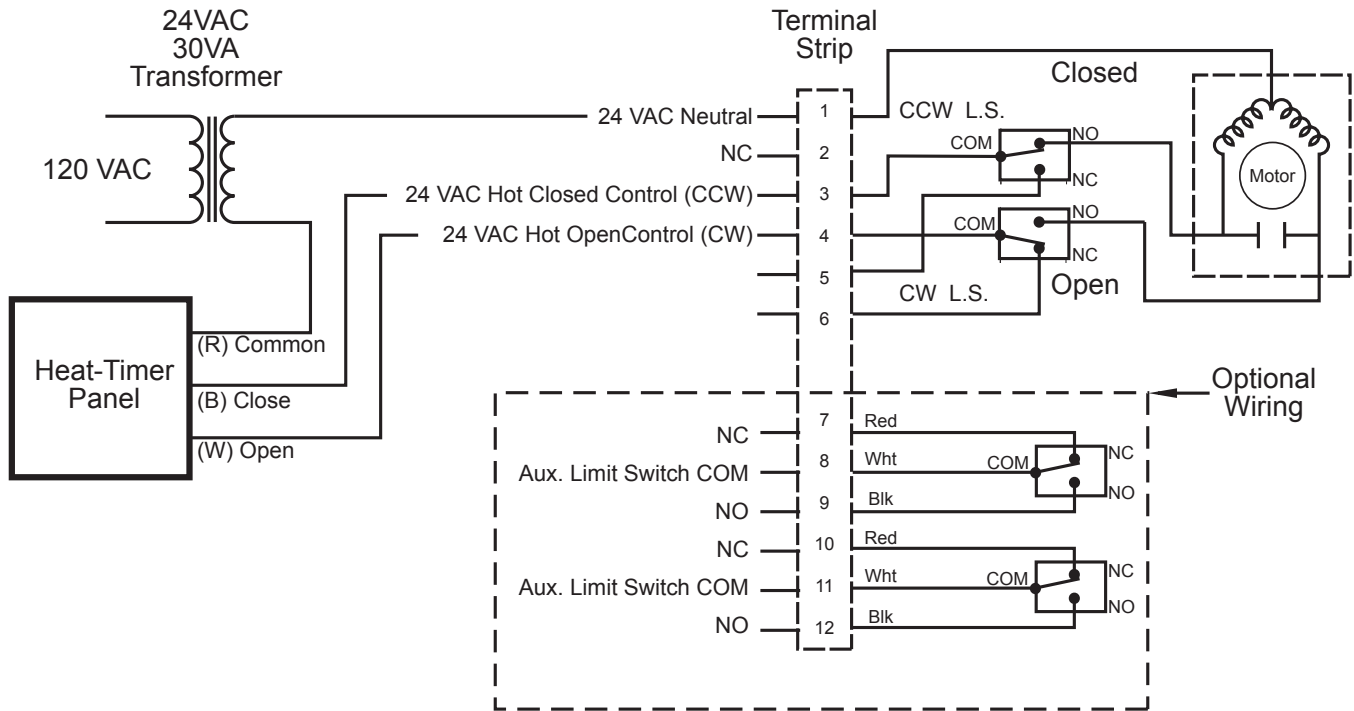 24VAC
30VA
Transformer
120 VAC
Heat-Timer
Panel
(R) Common
(B) Close
(W) Open
24 VAC Neutral
NC
24 VAC Hot Closed Control (CCW)
24 VAC Hot OpenControl (CW)
Terminal
Strip
1
2
3
4
5
6
CCW L.S.
Closed
COM
NO
NC
COM
NO
NC
CW L.S.
Open
Motor
Optional
Wiring
NC
Aux. Limit Switch COM
NO
NC
Aux. Limit Switch COM
NO
7
8
9
10
11
12
Red
Wht
Blk
Red
Wht
Blk
COM
NC
NO
COM
NC
NO